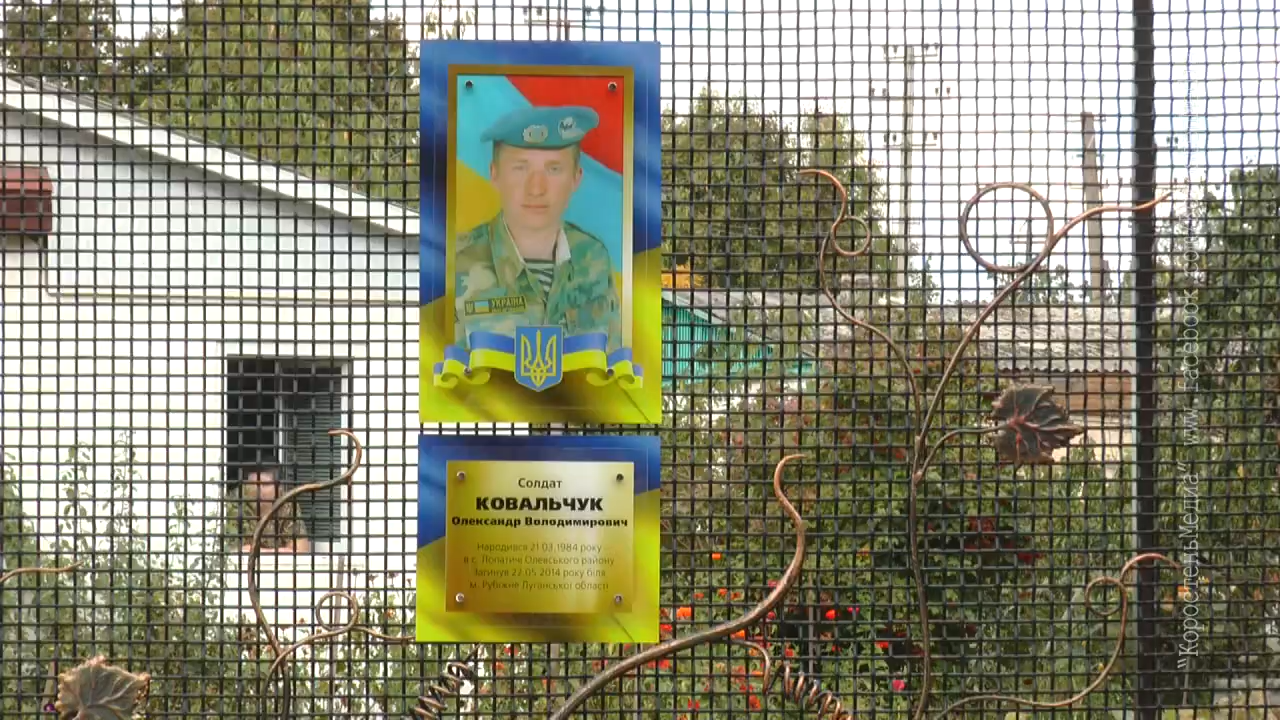 УКРАЇНА
Солдат
КОВАЛЬЧУК
Олександр Володимирович
Народився 21.03.1984 року
в с. Лопатичі Олевського району
Загинув 22.05.2014 року біля
м. Рубіжне Луганської області
"КоростеньМедіа" www. Facebook .com/